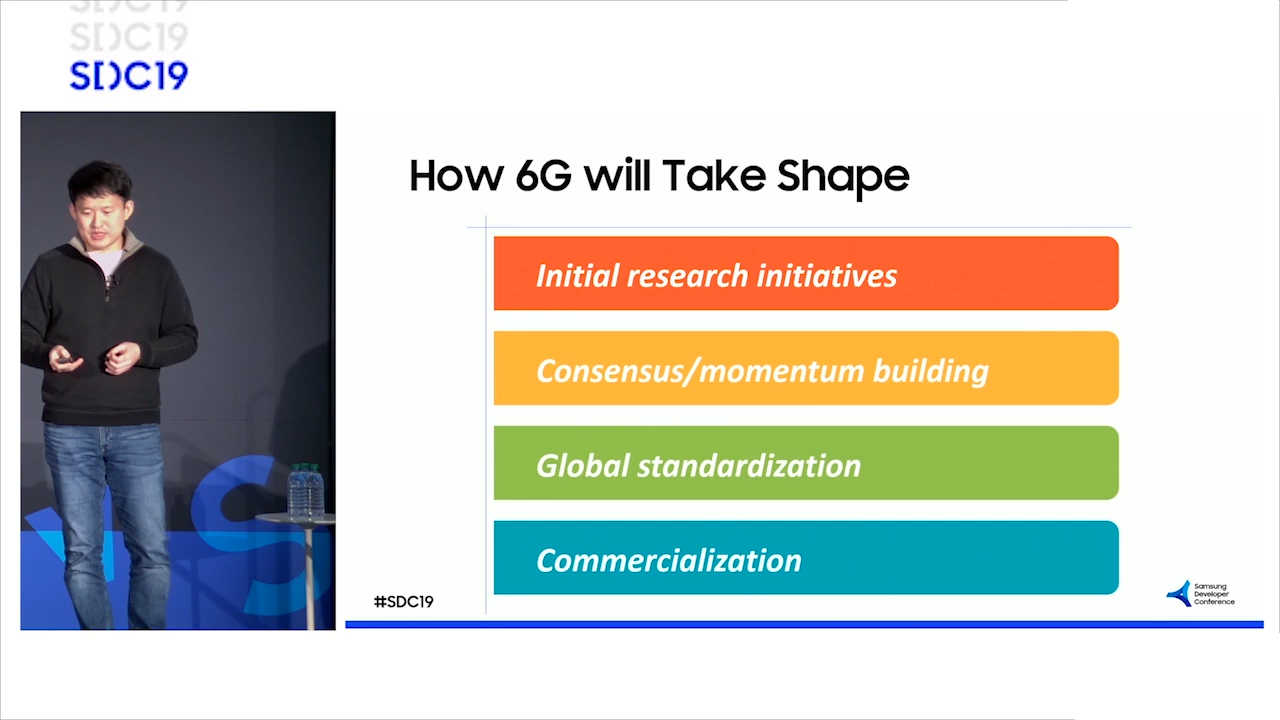 SDC19
SDC19
SDC19
How 6G will Take Shape
Initial research initiatives
Consensus/momentum building
Global standardization
Commercialization
#SDC19
Samsung
Developer
Conference
S